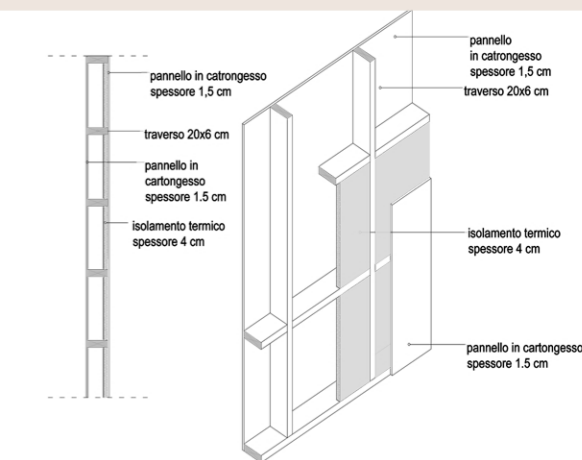 pannello in catrongesso
spessore 1,5 cm
traverso 20x6 cm
pannello in
cartongesso
spessore 1.5 cm
isolamento termico
spessore 4 cm
pannello
in catrongesso
spessore 1,5 cm
traverso 20x6 cm
isolamento termico
spessore 4 cm
pannello in cartongesso
spessore 1.5 cm